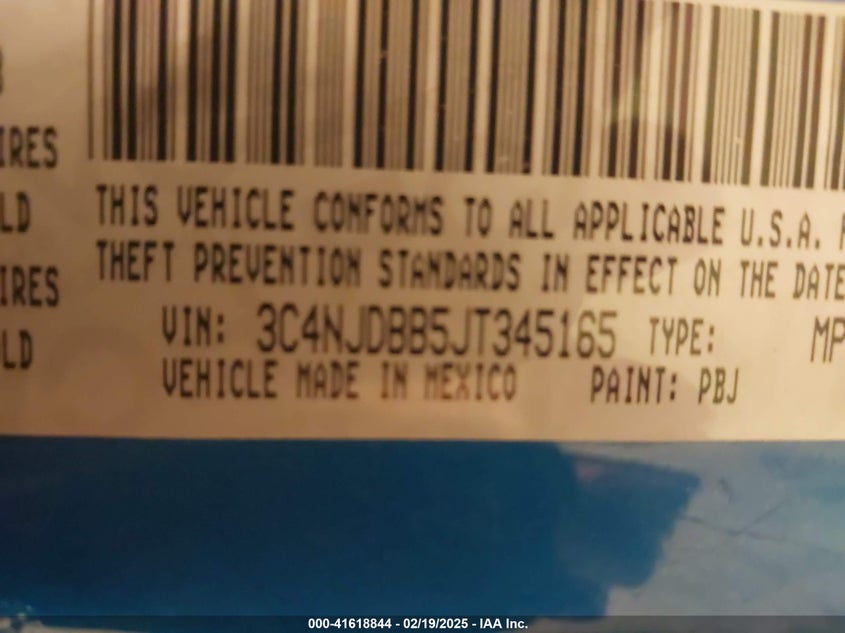 IRES
LD
IRES
LD
THIS VEHICLE CONFORMS TO ALL APPLICABLE U.S.A.
THEFT PREVENTION STANDARDS IN EFFECT ON THE DATE
VIN: 3C4NJDBB5JT345165 TYPE: MP
VEHICLE MADE IN MEXICO PAINT: PBJ
000-41618844 - 02/19/2025 - IAA Inc.